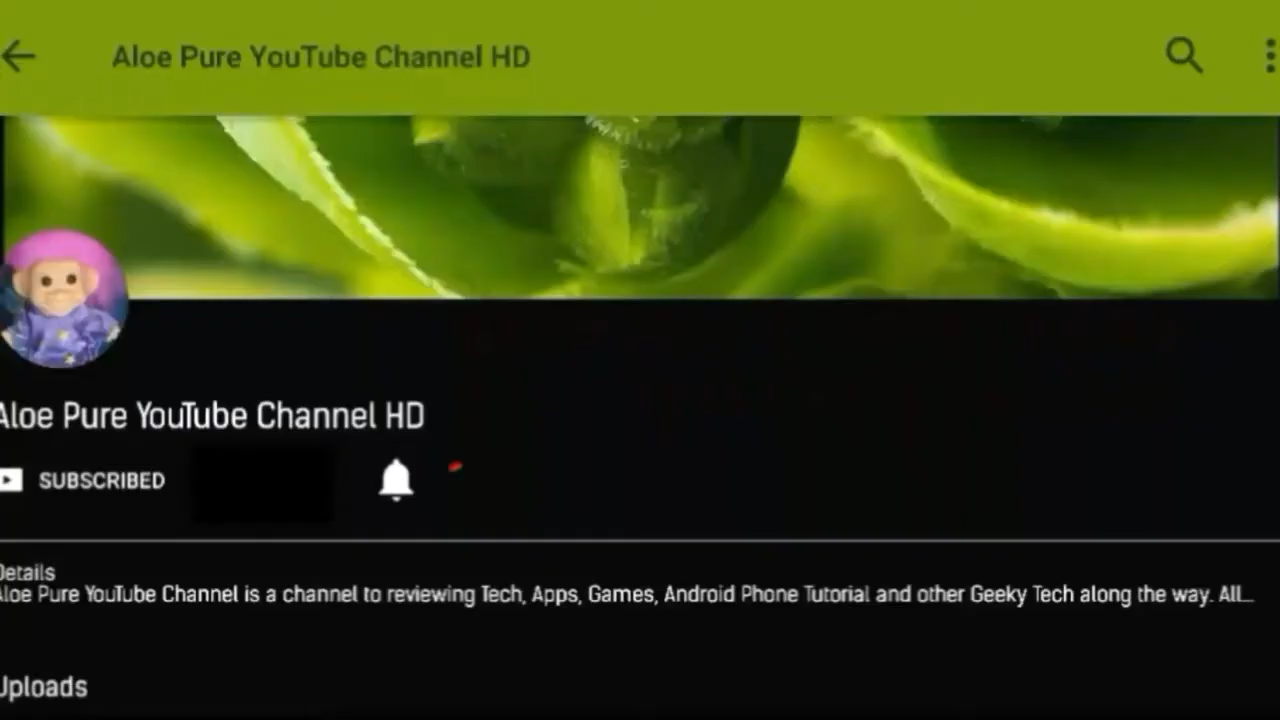 Aloe Pure YouTube Channel HD
Aloe Pure YouTube Channel HD
SUBSCRIBED
Details
Aloe Pure YouTube Channel is a channel to reviewing Tech, Apps, Games, Android Phone Tutorial and other Geeky Tech along the way. All...
Uploads